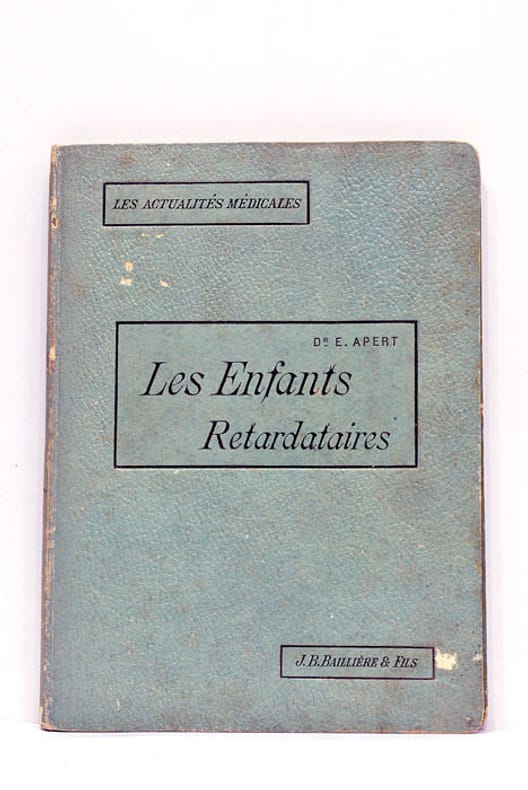 LES ACTUALITÉS MÉDICALES
Dr E. APERT
Les Enfants
Retardataires
J. B. BAILLIÈRE & FILS